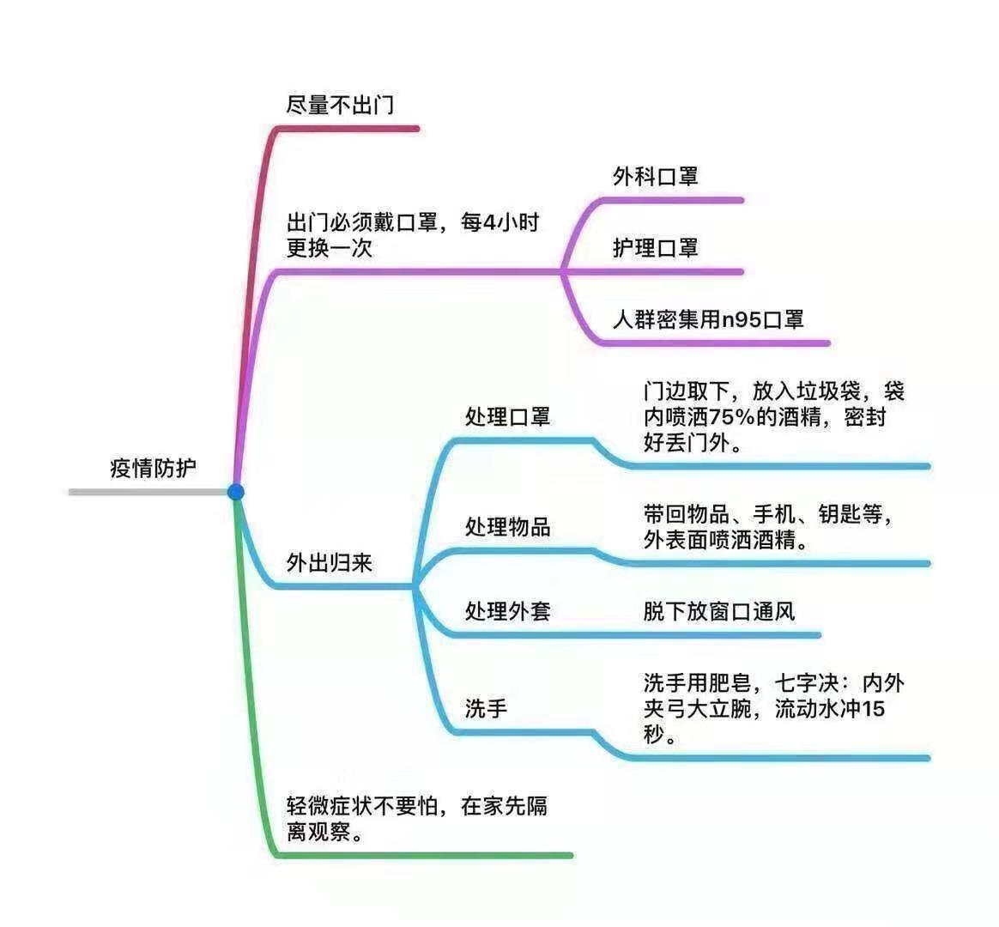 疫情防护
尽量不出门
出门必须戴口罩，每4小时
更换一次
外科口罩
护理口罩
人群密集用n95口罩
外出归来
处理口罩
门边取下，放入垃圾袋，袋
内喷洒75%的酒精，密封
好丢门外。
处理物品
带回物品、手机、钥匙等，
外表面喷洒酒精。
处理外套
脱下放窗口通风
洗手
洗手用肥皂，七字决：内外
夹弓大立腕，流动水冲15
秒。
轻微症状不要怕，在家先隔
离观察。